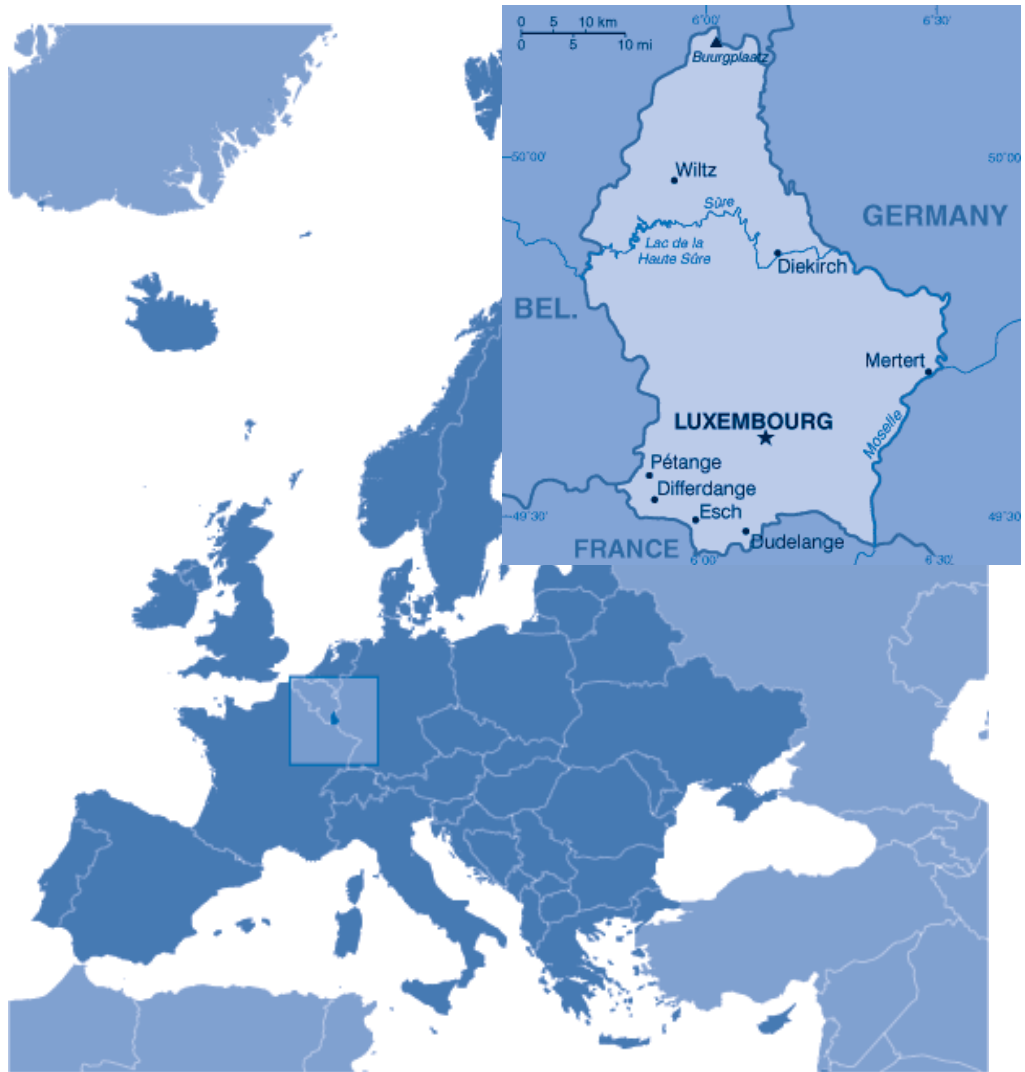 6°00'
6°30'
0 5 10 km
0 5 10 mi
Buurgplaatz
50°00'
50°00'
Wiltz
Sûre
GERMANY
Lac de la
Haute Sûre
Diekirch
BEL.
Mertert
LUXEMBOURG
Moselle
Pétange
Differdange
Esch
49°30'
49°30'
Dudelange
FRANCE
6°00'
6°30'